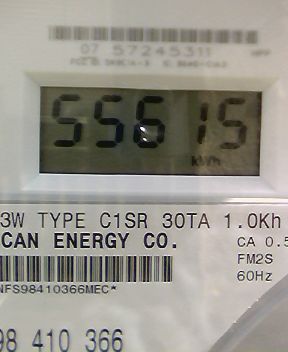 07 57245311
55615
kWh
3W TYPE C1SR 30TA 1.0Kh
CAN ENERGY CO.
CA 0.5
FM2S
60Hz
NFS98410366MEC*
98 410 366